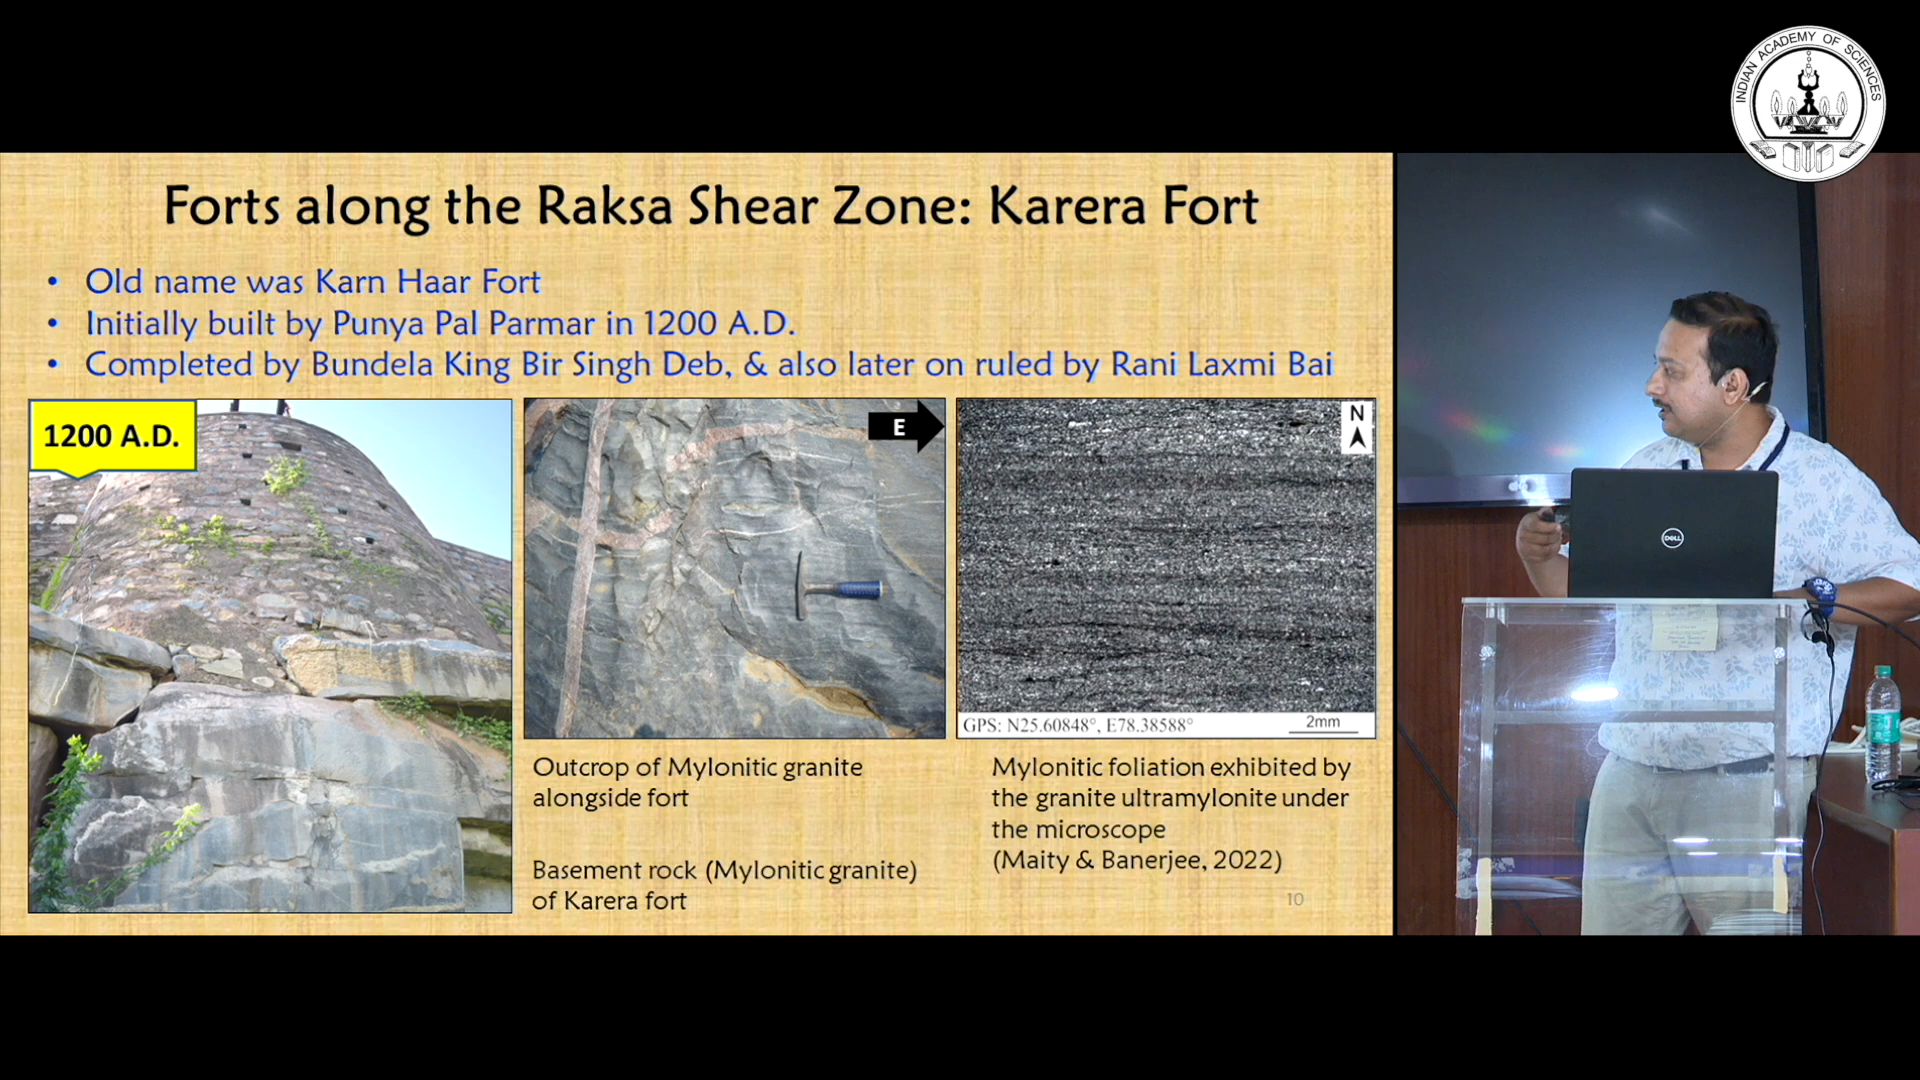 INDIAN ACADEMY OF SCIENCES
Forts along the Raksa Shear Zone: Karera Fort
• Old name was Karn Haar Fort
• Initially built by Punya Pal Parmar in 1200 A.D.
• Completed by Bundela King Bir Singh Deb, & also later on ruled by Rani Laxmi Bai
1200 A.D.
E
N
GPS: N25.60848°, E78.38588°
2mm
Outcrop of Mylonitic granite
alongside fort
Basement rock (Mylonitic granite)
of Karera fort
Mylonitic foliation exhibited by
the granite ultramylonite under
the microscope
(Maity & Banerjee, 2022)
10
DELL